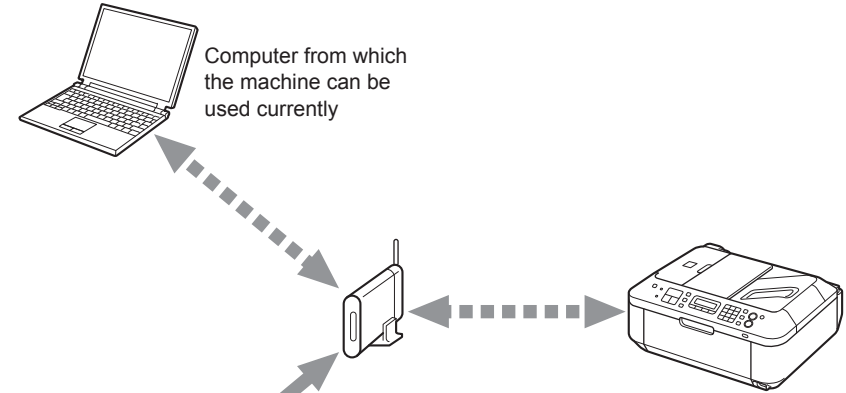 Computer from which
the machine can be
used currently